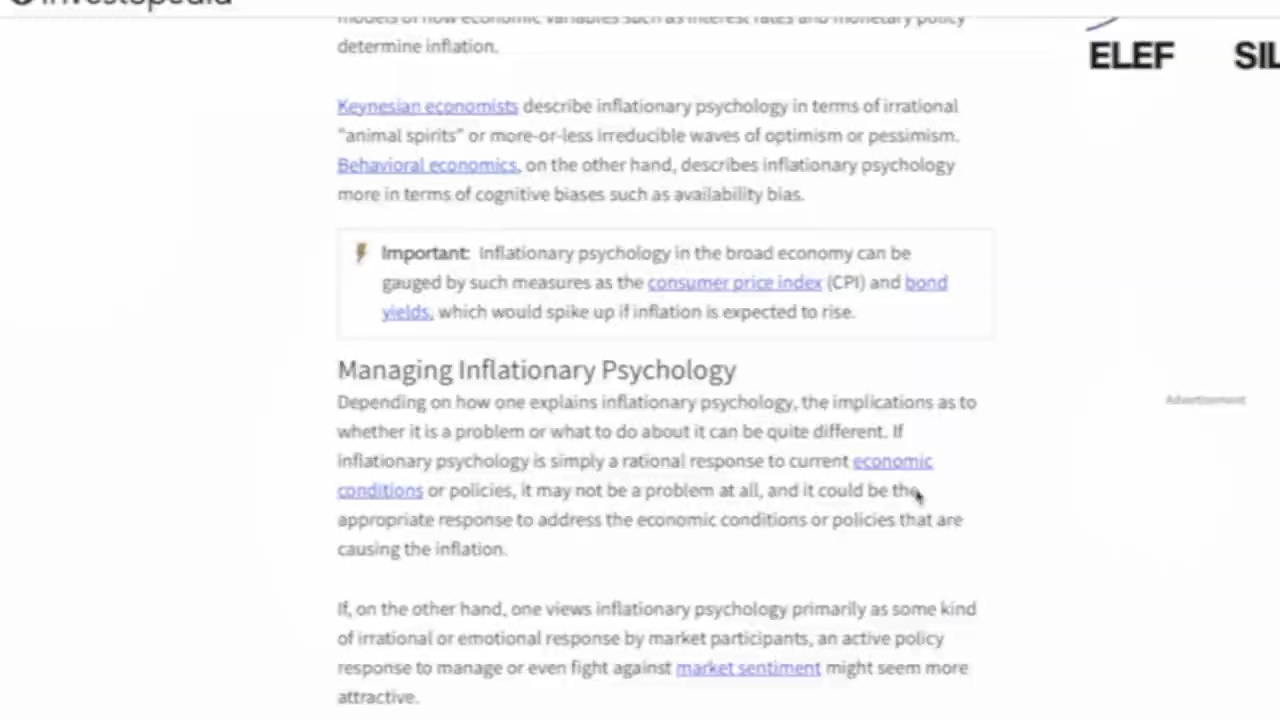 Investopedia
models of how economic variables such as interest rates and monetary policy
determine inflation.
ELEF SIL
Keynesian economists describe inflationary psychology in terms of irrational
"animal spirits" or more-or-less irreducible waves of optimism or pessimism.
Behavioral economics, on the other hand, describes inflationary psychology
more in terms of cognitive biases such as availability bias.
Important: Inflationary psychology in the broad economy can be
gauged by such measures as the consumer price index (CPI) and bond
yields, which would spike up if inflation is expected to rise.
Managing Inflationary Psychology
Depending on how one explains inflationary psychology, the implications as to
Advertisement
whether it is a problem or what to do about it can be quite different. If
inflationary psychology is simply a rational response to current economic
conditions or policies, it may not be a problem at all, and it could be the
appropriate response to address the economic conditions or policies that are
causing the inflation.
If, on the other hand, one views inflationary psychology primarily as some kind
of irrational or emotional response by market participants, an active policy
response to manage or even fight against market sentiment might seem more
attractive.